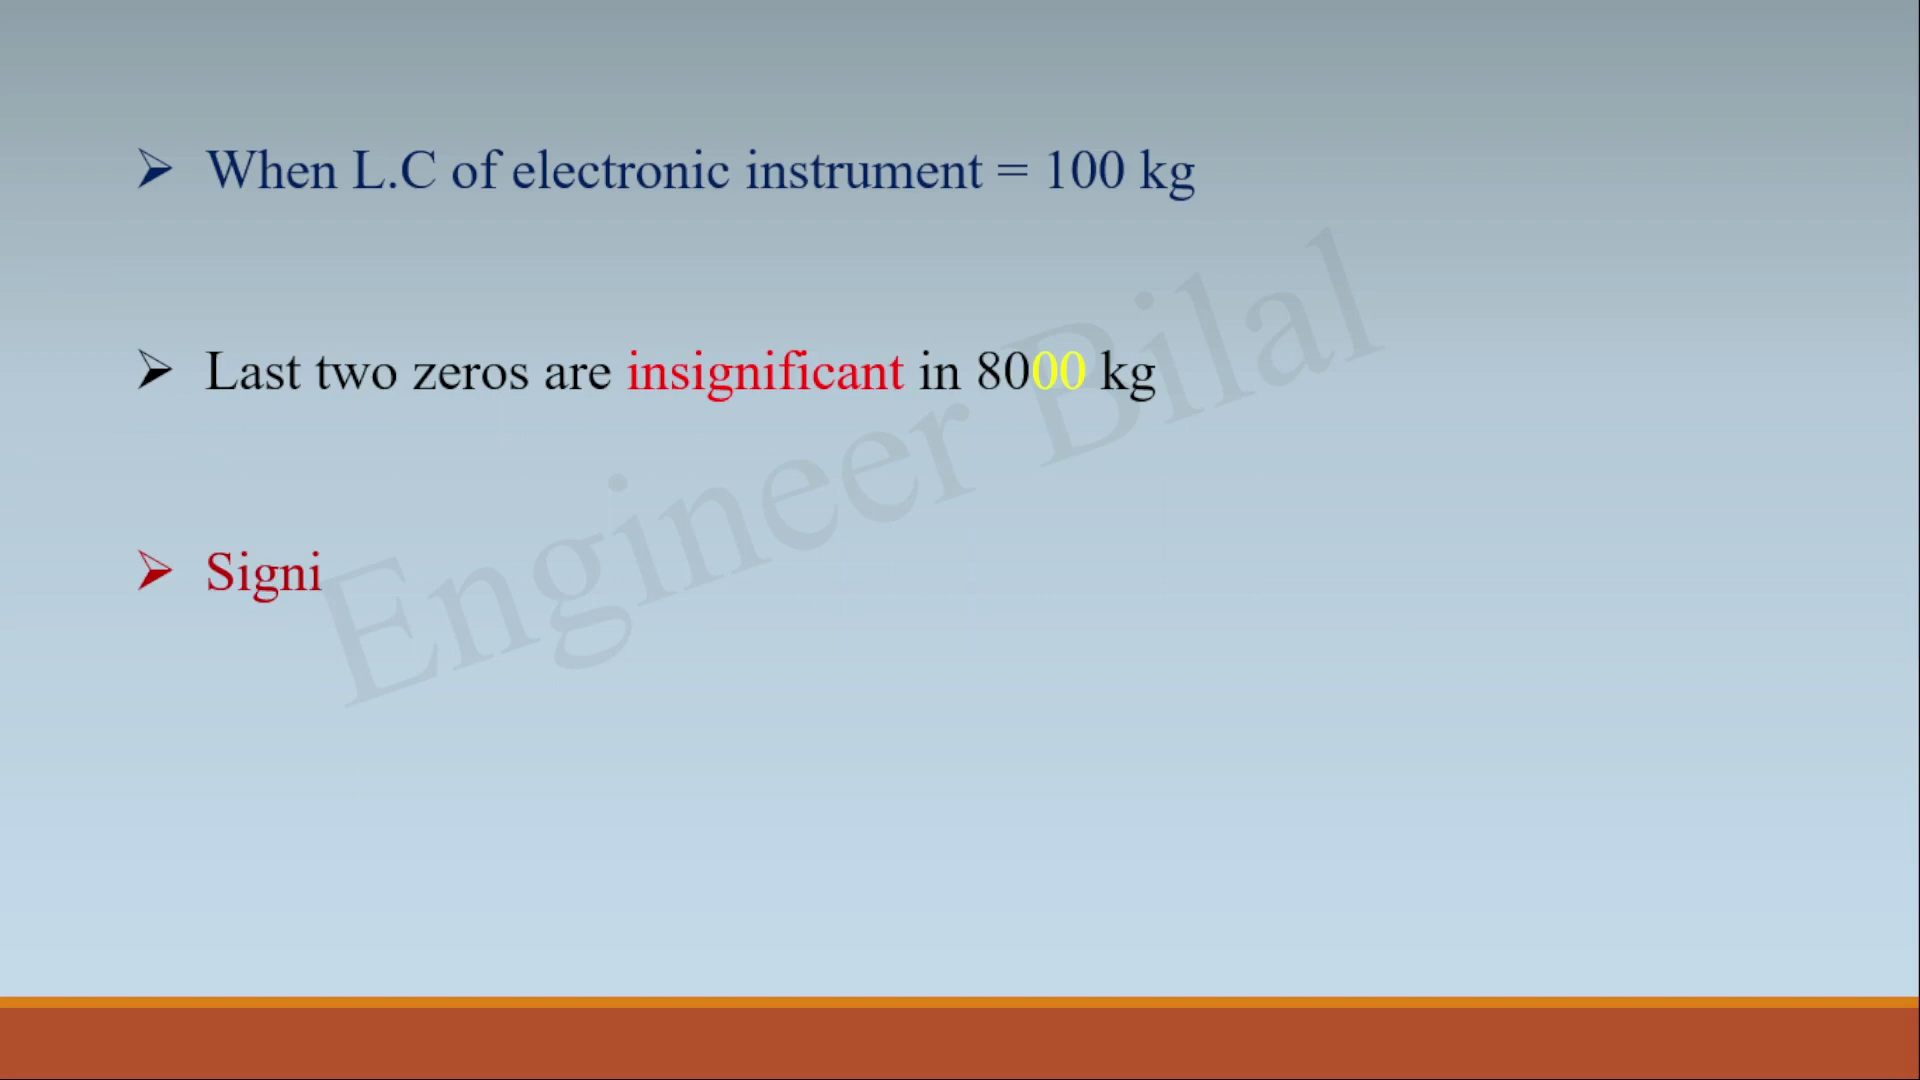 When L.C of electronic instrument = 100 kg
Last two zeros are insignificant in 8000 kg
Signi
Engineer Bilal